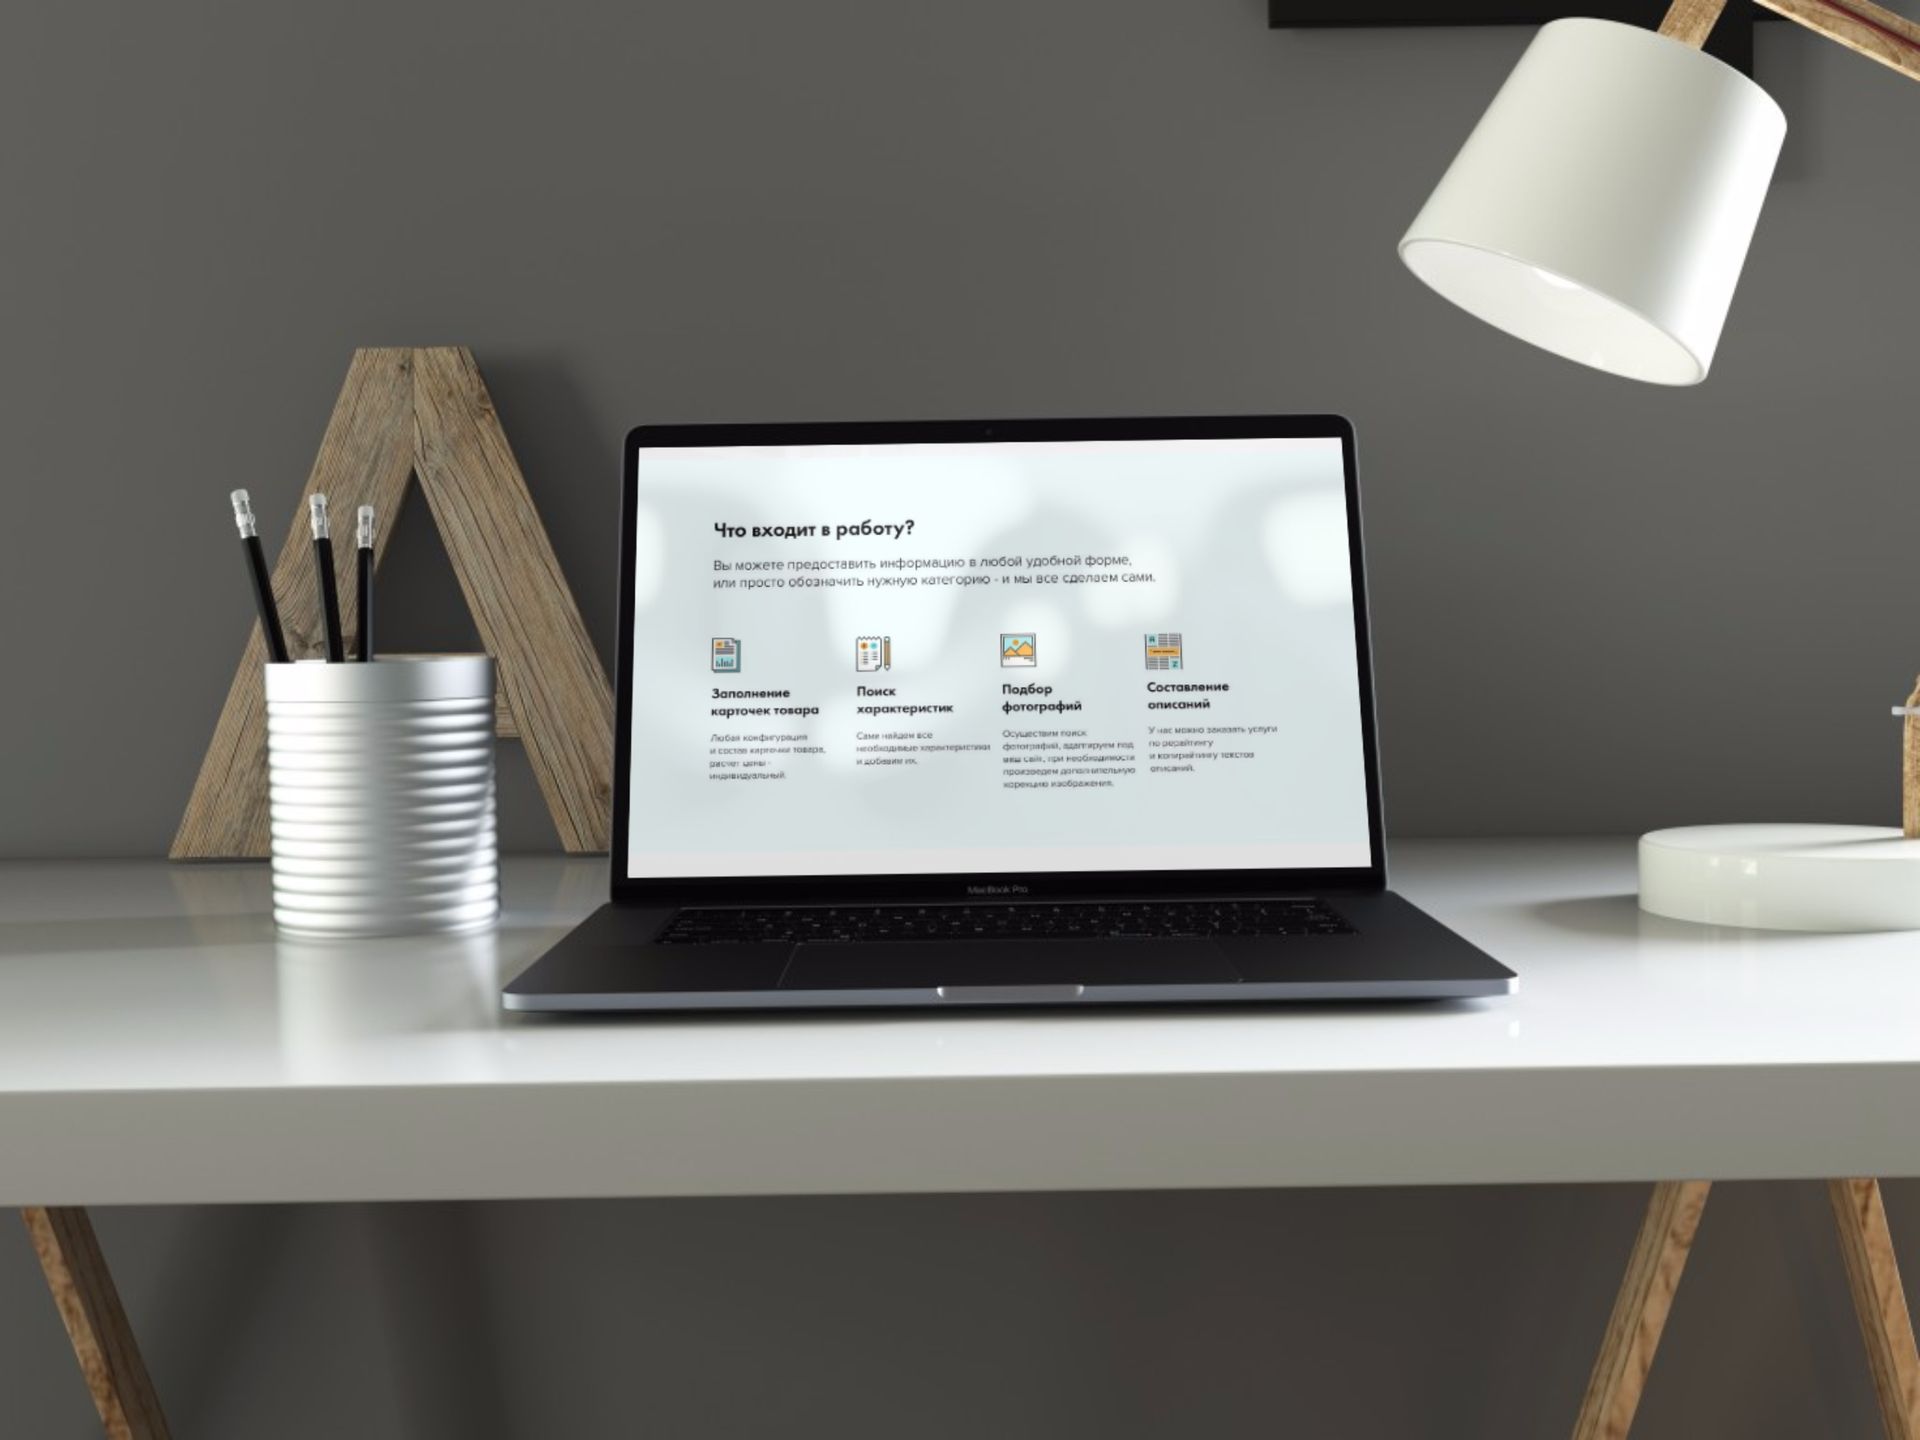 Что входит в работу?
Вы можете предоставить информацию в любой удобной форме,
или просто обозначить нужную категорию - и мы все сделаем сами.
Заполнение
карточек товара
Любая конфигурация
и состав карточки товара,
расчет цены -
индивидуальный.
Поиск
характеристик
Сами найдем все
необходимые характеристики
и добавим их.
Подбор
фотографий
Осуществим поиск
фотографий, адаптируем под
ваш сайт, при необходимости
произведем дополнительную
корекцию изображения.
Составление
описаний
У нас можно заказать услуги
по рерайтингу
и копирайтингу текстов
описаний.
MacBook Pro